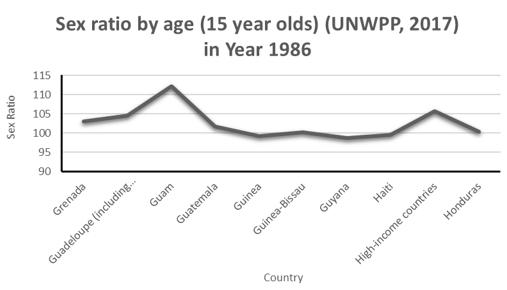 Sex ratio by age (15 year olds) (UNWPP, 2017)
in Year 1986
115
110
105
100
95
90
Sex Ratio
Grenada
Guadeloupe (including...
Guam
Guatemala
Guinea
Guinea-Bissau
Guyana
Haiti
High-income countries
Honduras
Country